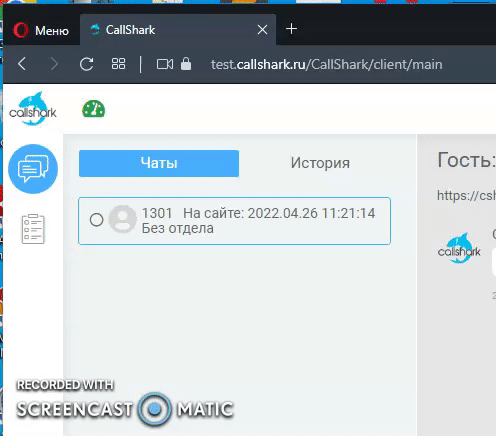 Меню
CallShark
test.callshark.ru/CallShark/client/main
callshark
Чаты
История
Гость:
1301 На сайте: 2022.04.26 11:21:14
Без отдела
https://csh
callshark
RECORDED WITH
SCREENCAST MATIC